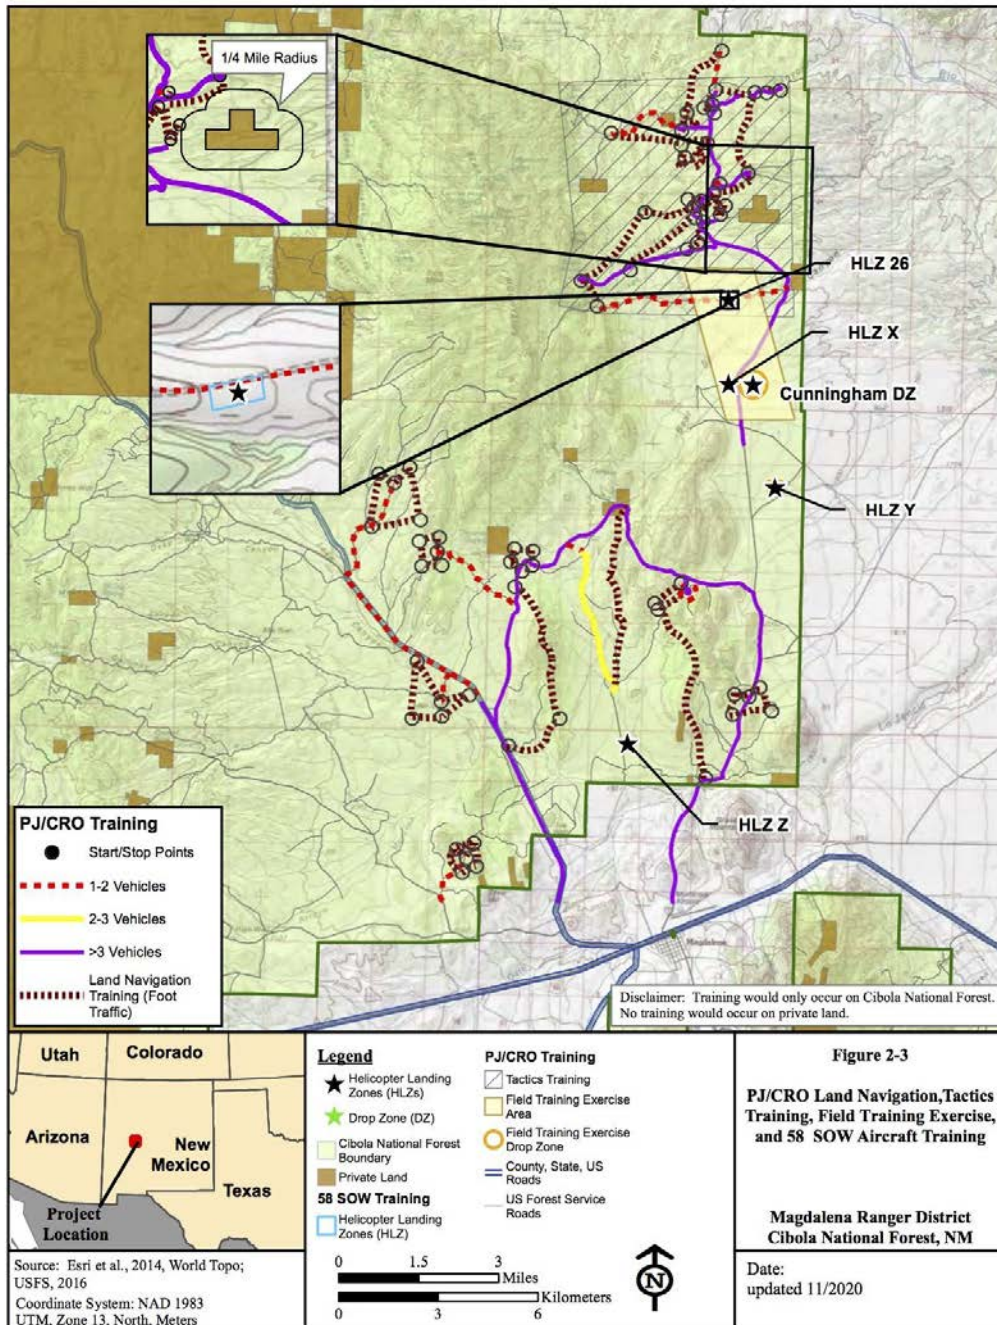 1/4 Mile Radius
HLZ 26
HLZ X
Cunningham DZ
HLZ Y
HLZ Z
Magdalena
PJ/CRO Training
Start/Stop Points
1-2 Vehicles
2-3 Vehicles
>3 Vehicles
Land Navigation
Training (Foot
Traffic)
Disclaimer: Training would only occur on Cibola National Forest.
No training would occur on private land.
Utah
Colorado
Arizona
New
Mexico
Texas
Project
Location
Source: Esri et al., 2014, World Topo;
USFS, 2016
Coordinate System: NAD 1983
UTM, Zone 13, North, Meters
Legend
Helicopter Landing
Zones (HLZs)
Drop Zone (DZ)
Cibola National Forest
Boundary
Private Land
58 SOW Training
Helicopter Landing
Zones (HLZ)
PJ/CRO Training
Tactics Training
Field Training Exercise
Area
Field Training Exercise
Drop Zone
County, State, US
Roads
US Forest Service
Roads
0 1.5 3
Miles
Kilometers
0 3 6
N
Figure 2-3
PJ/CRO Land Navigation,Tactics
Training, Field Training Exercise,
and 58 SOW Aircraft Training
Magdalena Ranger District
Cibola National Forest, NM
Date:
updated 11/2020